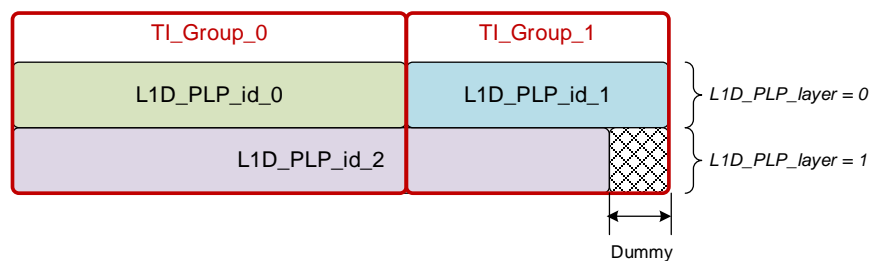 TI_Group_0
TI_Group_1
L1D_PLP_id_0
L1D_PLP_id_1
L1D_PLP_layer = 0
L1D_PLP_id_2
L1D_PLP_layer = 1
Dummy